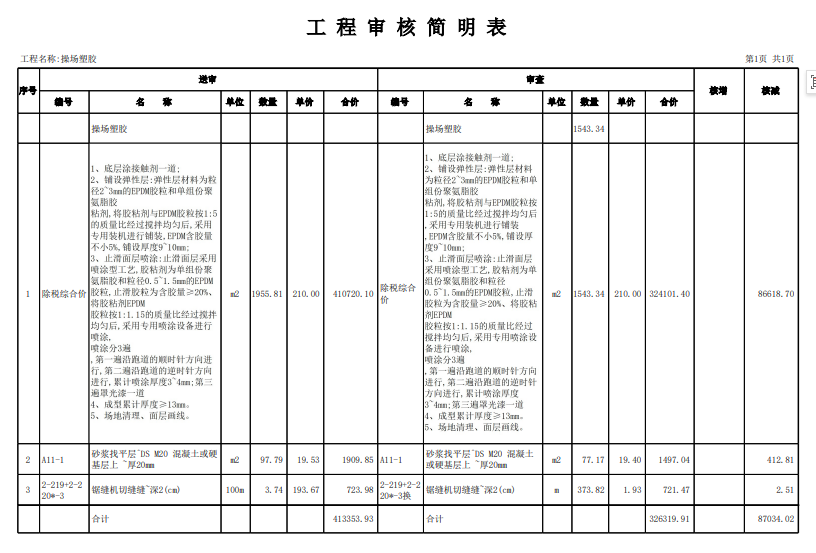 工程审核简明表
工程名称:操场塑胶
第1页 共1页
序号 送审 审查 核增 核减
编号 名 称 单位 数量 单价 合价 编号 名 称 单位 数量 单价 合价
操场塑胶 操场塑胶 1543.34
1 除税综合价
1、底层涂接触剂一道;
2、铺设弹性层:弹性层材料为粒
径2~3mm的EPDM胶粒和单组份聚
氨脂胶
粘剂,将胶粘剂与EPDM胶粒按1:5
的质量比经过搅拌均匀后,采用
专用装机进行铺装,EPDM含胶量
不小5%,铺设厚度9~10mm;
3、止滑面层喷涂:止滑面层采用
喷涂型工艺,胶粘剂为单组份聚
氨脂胶和粒径0.5~1.5mm的EPDM
胶粒,止滑胶粒为含胶量≥20%、
将胶粘剂EPDM
胶粒按1:1.15的质量比经过搅拌
均匀后,采用专用喷涂设备进行
喷涂,
喷涂分3遍
,第一遍沿跑道的顺时针方向进
行,第二遍沿跑道的逆时针方向
进行,累计喷涂厚度3~4mm;第三
遍罩光漆一道
4、成型累计厚度≥13mm。
5、场地清理、面层画线。
m2 1955.81 210.00 410720.10
除税综合
价
1、底层涂接触剂一道;
2、铺设弹性层:弹性层材料
为粒径2~3mm的EPDM胶粒和单
组份聚氨脂胶
粘剂,将胶粘剂与EPDM胶粒按
1:5的质量比经过搅拌均匀后
,采用专用装机进行铺装
,EPDM含胶量不小5%,铺设厚
度9~10mm;
3、止滑面层喷涂:止滑面层
采用喷涂型工艺,胶粘剂为单
组份聚氨脂胶和粒径
0.5~1.5mm的EPDM胶粒,止滑
胶粒为含胶量≥20%、将胶粘
剂EPDM
胶粒按1:1.15的质量比经过
搅拌均匀后,采用专用喷涂设
备进行喷涂,
喷涂分3遍
,第一遍沿跑道的顺时针方向
进行,第二遍沿跑道的逆时针
方向进行,累计喷涂厚度
3~4mm;第三遍罩光漆一道
4、成型累计厚度≥13mm。
5、场地清理、面层画线。
m2 1543.34 210.00 324101.40 86618.70
2 A11-1
砂浆找平层~DS M20 混凝土或硬
基层上 ~厚20mm
m2 97.79 19.53 1909.85 A11-1
砂浆找平层~DS M20 混凝土
或硬基层上 ~厚20mm
m2 77.17 19.40 1497.04 412.81
3
2-219+2-2
20*-3
锯缝机切缝缝~深2(cm) 100m 3.74 193.67 723.98
2-219+2-2
20*-3换
锯缝机切缝缝~深2(cm) m 373.82 1.93 721.47 2.51
合计 413353.93 合计 326319.91 87034.02